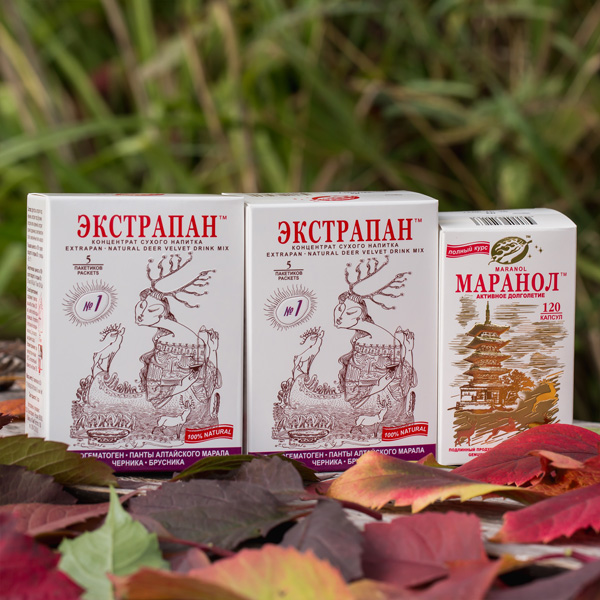 ЭКСТРАПАН™
КОНЦЕНТРАТ СУХОГО НАПИТКА
EXTRAPAN · NATURAL DEER VELVET DRINK MIX
5
ПАКЕТИКОВ
PACKETS
№1
100% NATURAL
ГЕМАТОГЕН · ПАНТЫ АЛТАЙСКОГО МАРАЛА
ЧЕРНИКА · БРУСНИКА
ЭКСТРАПАН™
КОНЦЕНТРАТ СУХОГО НАПИТКА
EXTRAPAN · NATURAL DEER VELVET DRINK MIX
5
ПАКЕТИКОВ
PACKETS
№1
100% NATURAL
ГЕМАТОГЕН · ПАНТЫ АЛТАЙСКОГО МАРАЛА
ЧЕРНИКА · БРУСНИКА
ПОЛНЫЙ КУРС
MARANOL
МАРАНОЛ™
АКТИВНОЕ ДОЛГОЛЕТИЕ
120
КАПСУЛ